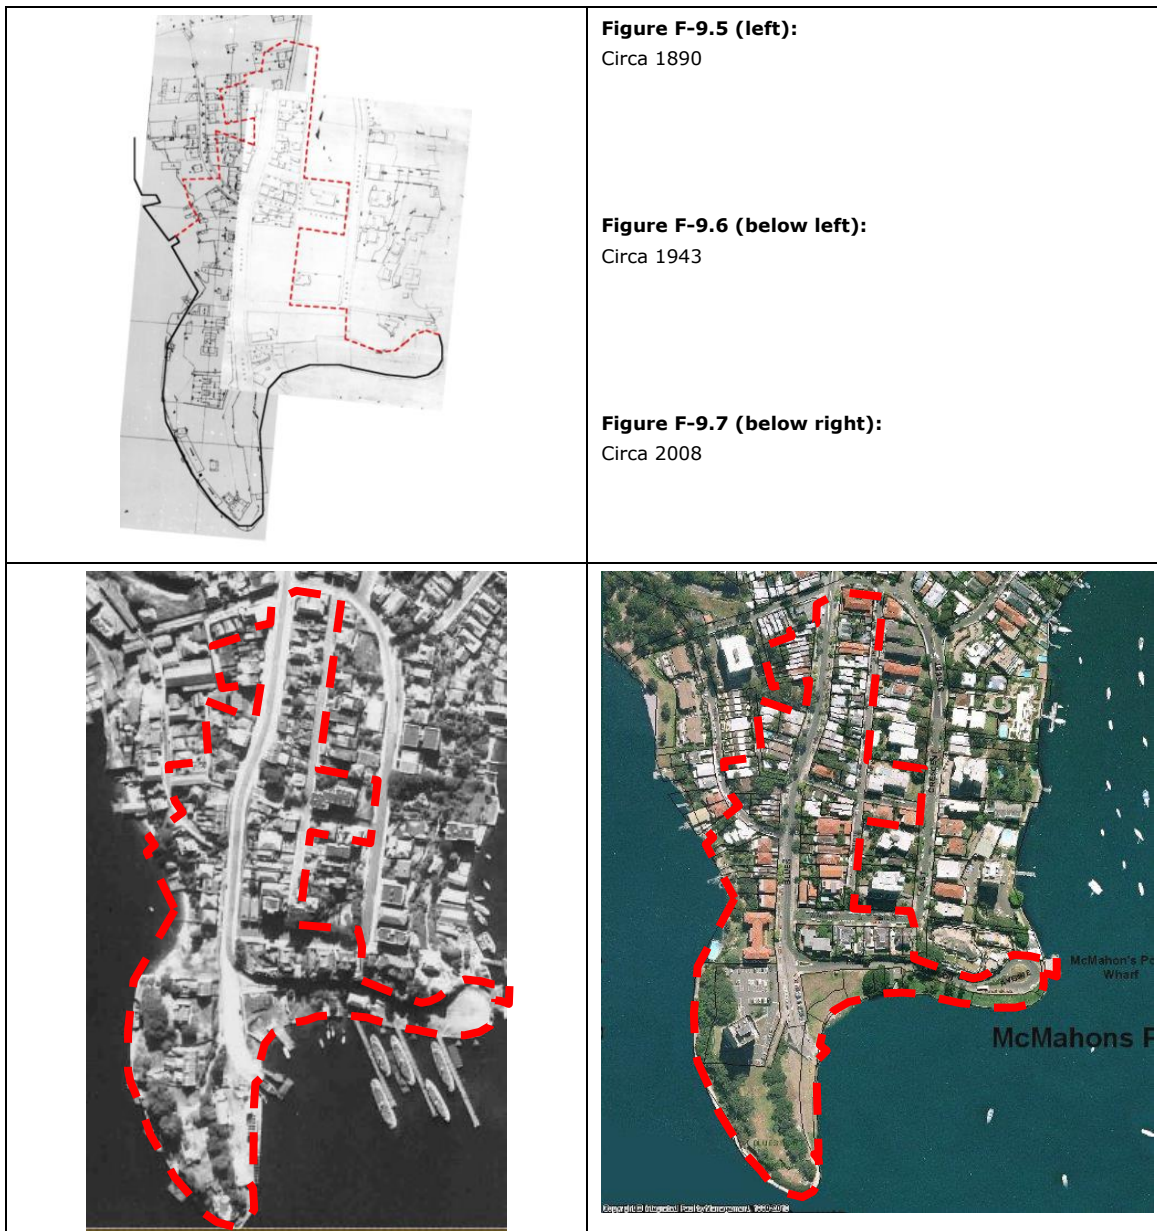 Figure F-9.5 (left):
Circa 1890
Figure F-9.6 (below left):
Circa 1943
Figure F-9.7 (below right):
Circa 2008
McMahon's Po
Wharf
McMahons P